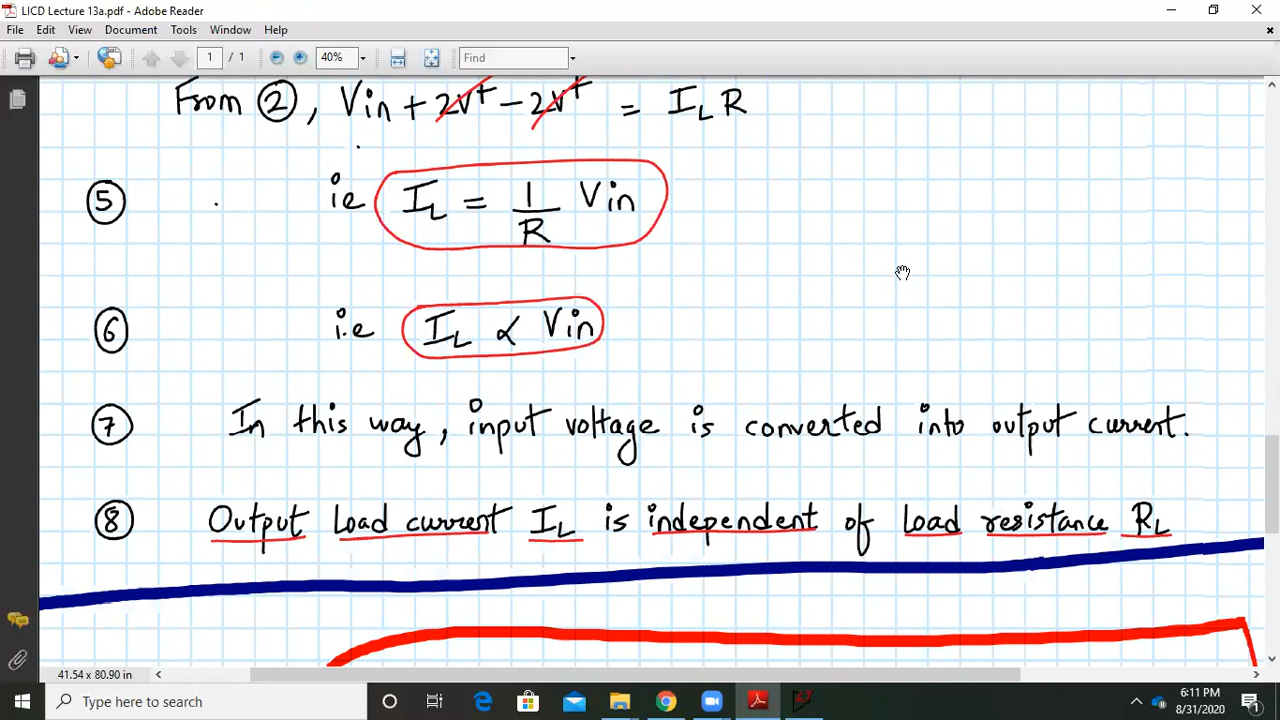 LICD Lecture 13a.pdf - Adobe Reader
File Edit View Document Tools Window Help
1 / 1 40% Find
From ②, Vin + 2V⁺ - 2V⁺ = I_L R
⑤ ie I_L = 1/R Vin
⑥ i.e I_L ∝ Vin
⑦ In this way, input voltage is converted into output current.
⑧ Output Load current I_L is independent of Load resistance R_L
41.54 x 80.90 in
Type here to search
6:11 PM
8/31/2020